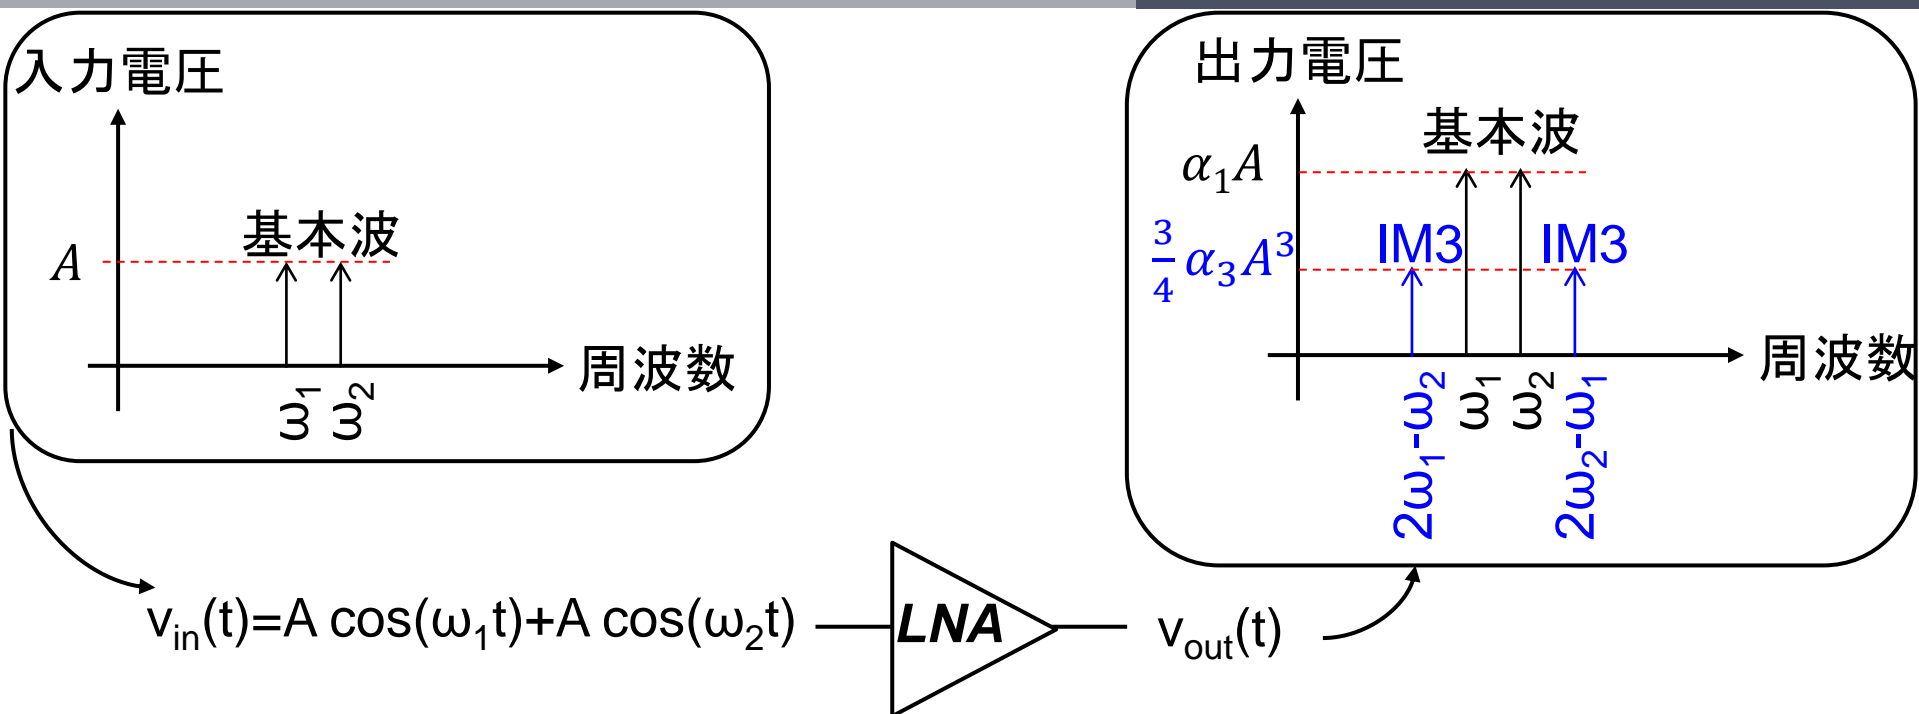 入力電圧
基本波
A
周波数
ω₁
ω₂
出力電圧
基本波
α₁A
IM3
IM3
3/4 α₃A³
周波数
2ω₁-ω₂
ω₁
ω₂
2ω₂-ω₁
vᵢₙ(t)=A cos(ω₁t)+A cos(ω₂t)
LNA
vₒᵤₜ(t)